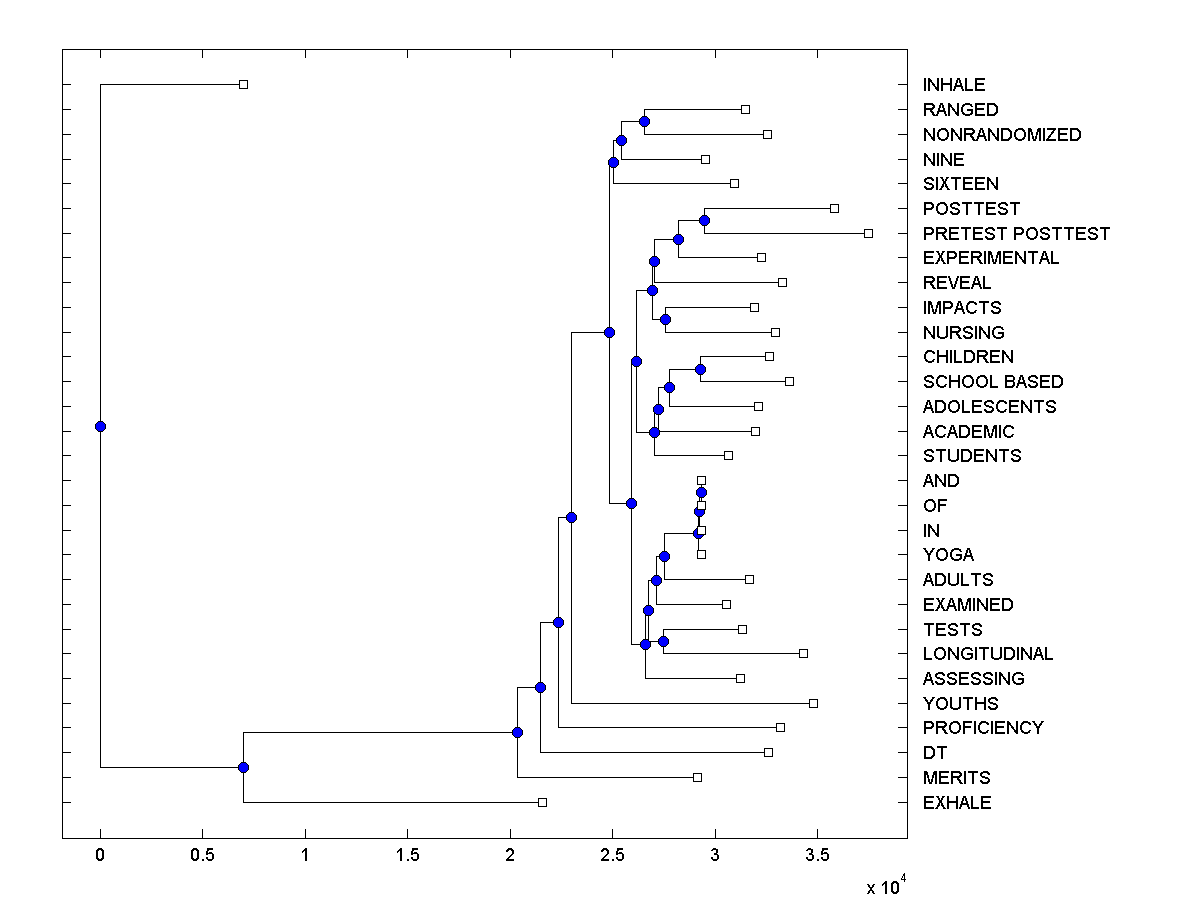 INHALE
RANGED
NONRANDOMIZED
NINE
SIXTEEN
POSTTEST
PRETEST POSTTEST
EXPERIMENTAL
REVEAL
IMPACTS
NURSING
CHILDREN
SCHOOL BASED
ADOLESCENTS
ACADEMIC
STUDENTS
AND
OF
IN
YOGA
ADULTS
EXAMINED
TESTS
LONGITUDINAL
ASSESSING
YOUTHS
PROFICIENCY
DT
MERITS
EXHALE
0 0.5 1 1.5 2 2.5 3 3.5
x 10^4